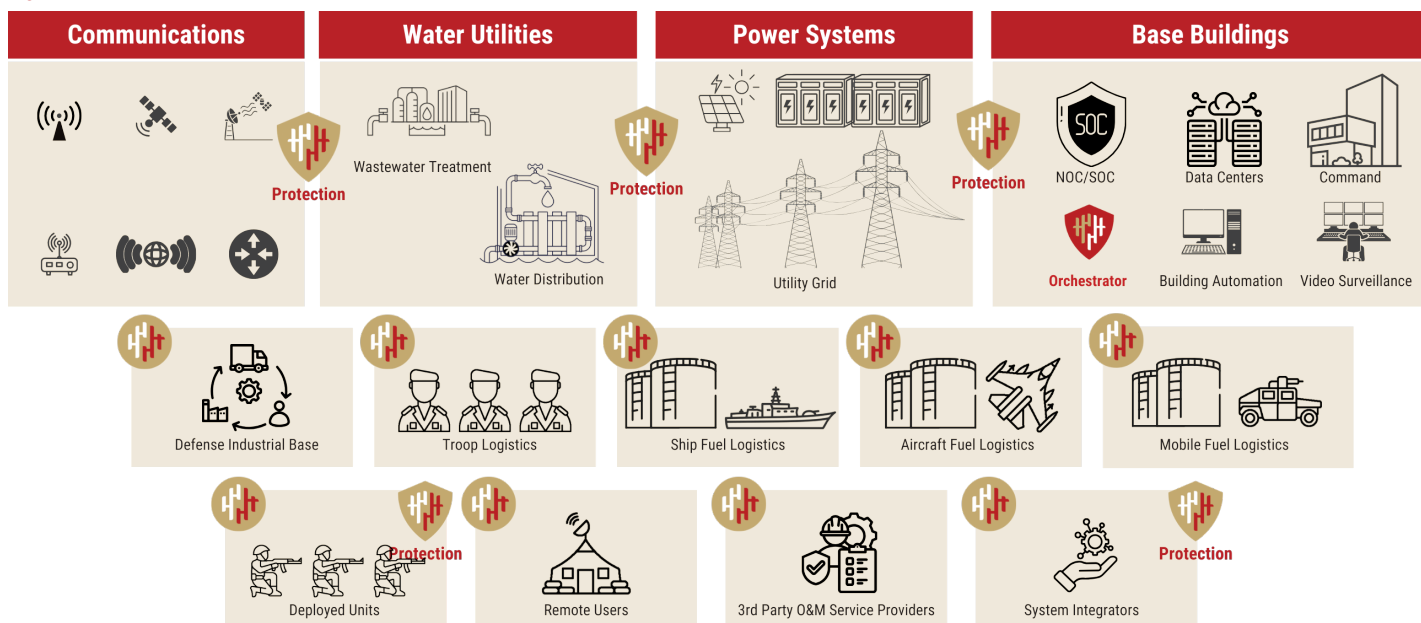 Communications
Water Utilities
Power Systems
Base Buildings
Protection
Wastewater Treatment
Water Distribution
Protection
Utility Grid
Protection
SOC
NOC/SOC
Data Centers
Command
Orchestrator
Building Automation
Video Surveillance
Defense Industrial Base
Troop Logistics
Ship Fuel Logistics
Aircraft Fuel Logistics
Mobile Fuel Logistics
Protection
Deployed Units
Remote Users
3rd Party O&M Service Providers
System Integrators
Protection